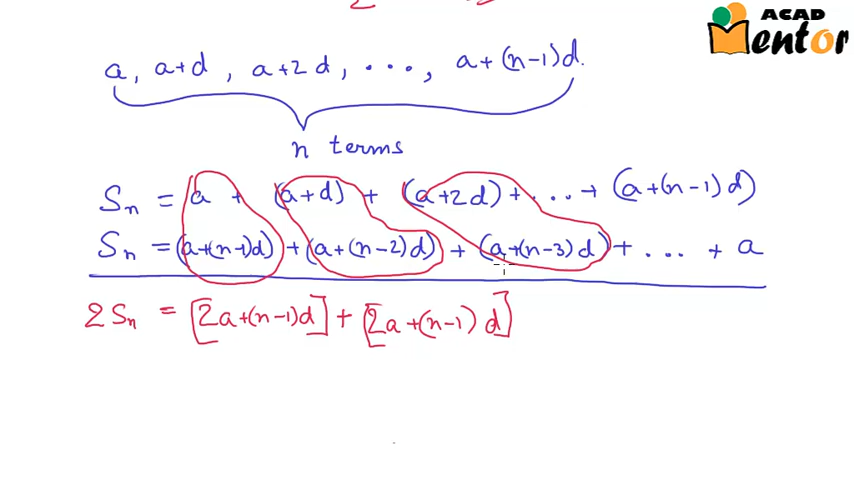 ACAD
Mentor
a, a+d, a+2d, ..., a+(n-1)d.
n terms
Sn = a + (a+d) + (a+2d) + ... + (a+(n-1)d)
Sn = (a+(n-1)d) + (a+(n-2)d) + (a+(n-3)d) + ... + a
2Sn = [2a+(n-1)d] + [2a+(n-1)d]